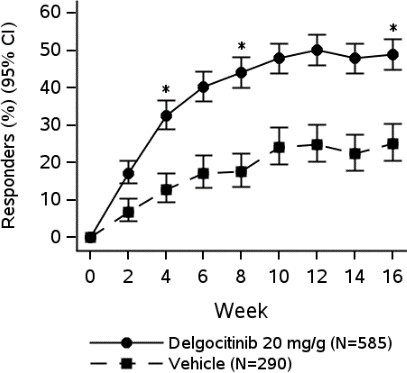 Responders (%) (95% CI)
60
50
40
30
20
10
0
* * *
0 2 4 6 8 10 12 14 16
Week
Delgocitinib 20 mg/g (N=585)
Vehicle (N=290)